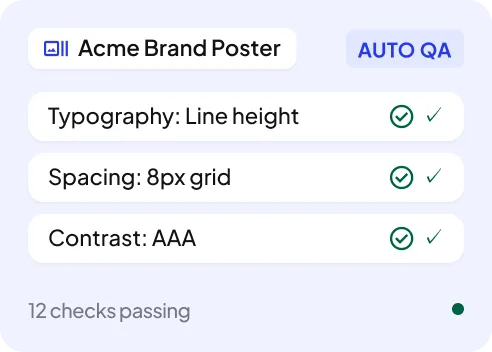 Acme Brand Poster
AUTO QA
Typography: Line height ✓
Spacing: 8px grid ✓
Contrast: AAA ✓
12 checks passing